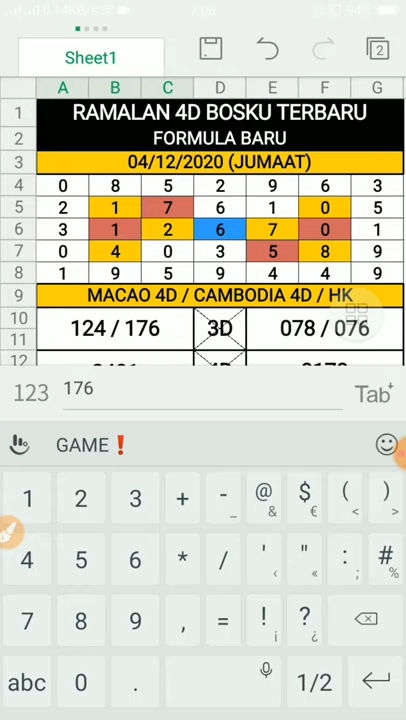 Sheet1
2
A B C D E F G
1 RAMALAN 4D BOSKU TERBARU
2 FORMULA BARU
3 04/12/2020 (JUMAAT)
4 0 8 5 2 9 6 3
5 2 1 7 6 1 0 5
6 3 1 2 6 7 0 1
7 0 4 0 3 5 8 9
8 1 9 5 9 4 4 9
9 MACAO 4D / CAMBODIA 4D / HK
10 124 / 176 3D 078 / 076
11
12
123 176 Tab
GAME❗
1 2 3 + - _ @ & $ € ( < ) >
4 5 6 * / ' ‹ " « : ; # %
7 8 9 , = ! ¡ ? ¿
abc 0 . 1/2